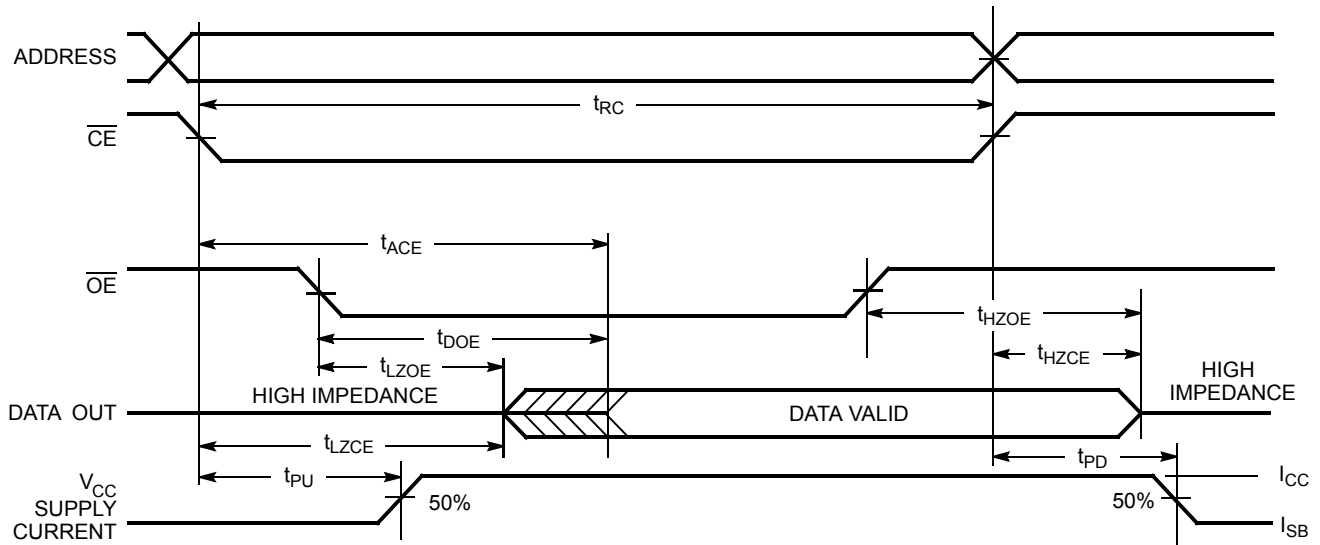 ADDRESS
tRC
CE
tACE
OE
tHZOE
tDOE
tHZCE
tLZOE
HIGH
IMPEDANCE
HIGH IMPEDANCE
DATA OUT
DATA VALID
tLZCE
tPD
tPU
VCC
SUPPLY
CURRENT
50%
50%
ICC
ISB